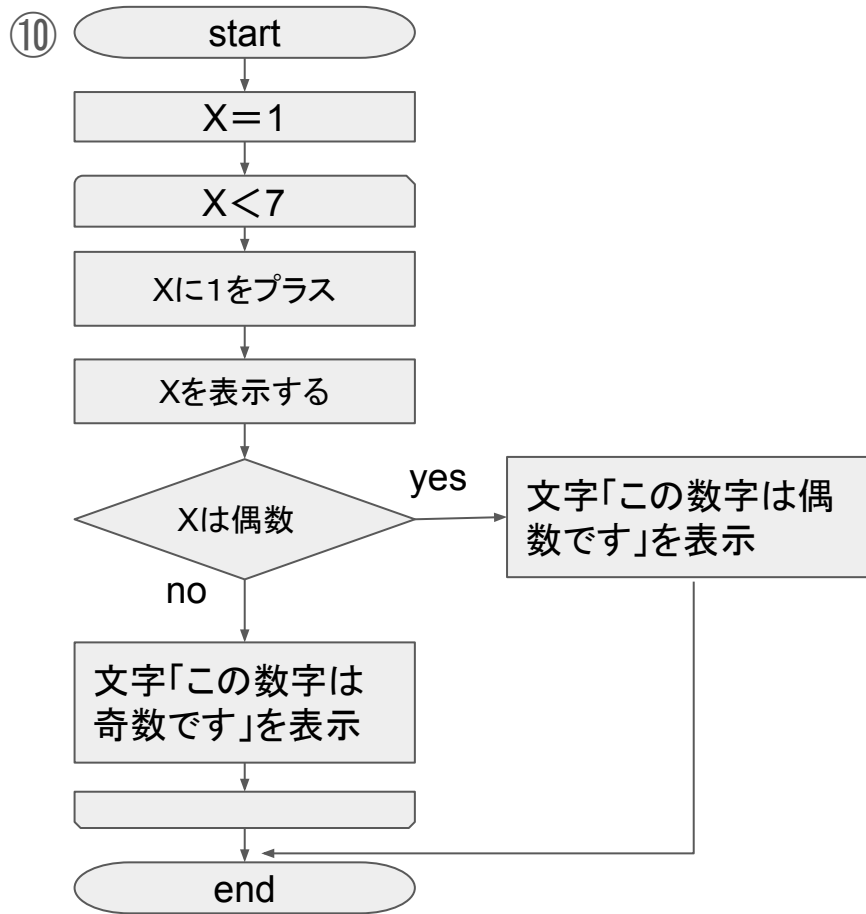 ⑩
start
X＝1
X＜7
Xに１をプラス
Xを表示する
Xは偶数
yes
文字「この数字は偶
数です」を表示
no
文字「この数字は
奇数です」を表示
end